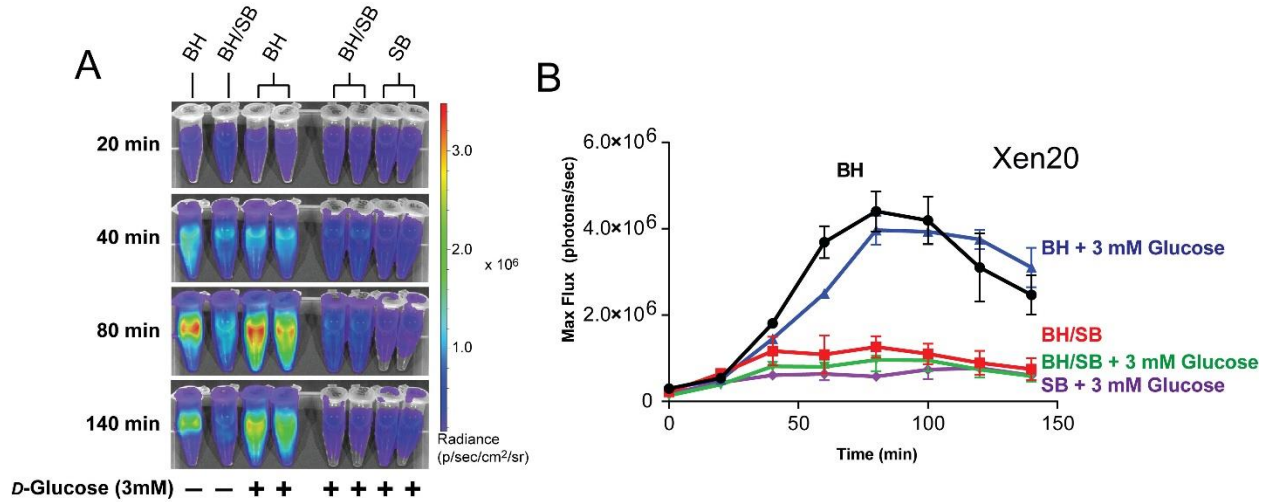 A
BH
BH/SB
BH
BH/SB
SB
20 min
40 min
80 min
140 min
3.0
2.0
x 10⁶
1.0
Radiance
(p/sec/cm²/sr)
D-Glucose (3mM) − − + + + + + +
B
Xen20
6.0×10⁶
4.0×10⁶
2.0×10⁶
0
Max Flux (photons/sec)
BH
BH + 3 mM Glucose
BH/SB
BH/SB + 3 mM Glucose
SB + 3 mM Glucose
0
50
100
150
Time (min)